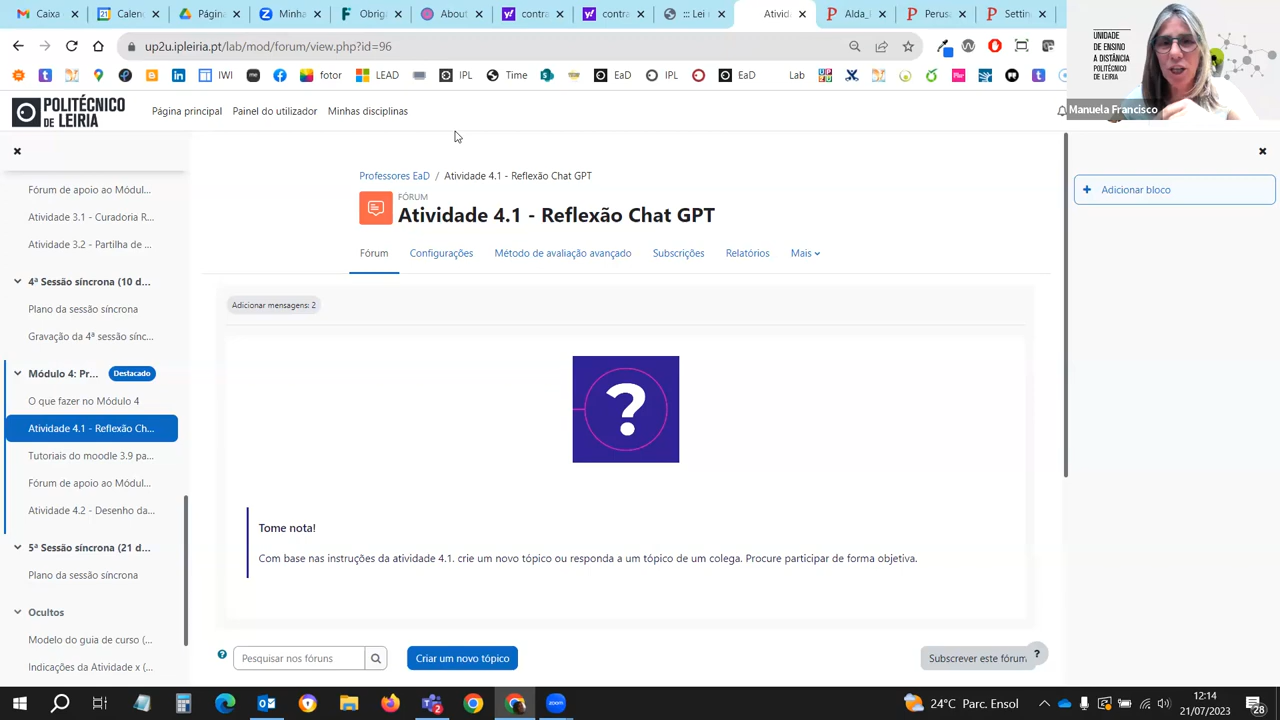 Cai
Calen
Página
Zimbra
Profess
About
contra
contra
::: Lei
Ativid.
Alda_i
Perusa
Settin
up2u.ipleiria.pt/lab/mod/forum/view.php?id=96
IWI
fotor
LEAD
IPL
Time
EaD
IPL
EaD
Lab
UNIDADE
DE ENSINO
A DISTÂNCIA
POLITÉCNICO
DE LEIRIA
Manuela Francisco
POLITÉCNICO
DE LEIRIA
Página principal
Painel do utilizador
Minhas disciplinas
Fórum de apoio ao Módul...
Atividade 3.1 - Curadoria R...
Atividade 3.2 - Partilha de ...
4ª Sessão síncrona (10 d...
Plano da sessão síncrona
Gravação da 4ª sessão sínc...
Módulo 4: Pr...
Destacado
O que fazer no Módulo 4
Atividade 4.1 - Reflexão Ch...
Tutoriais do moodle 3.9 pa...
Fórum de apoio ao Módul...
Atividade 4.2 - Desenho da...
5ª Sessão síncrona (21 d...
Plano da sessão síncrona
Ocultos
Modelo do guia de curso (...
Indicações da Atividade x (...
Professores EaD / Atividade 4.1 - Reflexão Chat GPT
FÓRUM
Atividade 4.1 - Reflexão Chat GPT
Fórum
Configurações
Método de avaliação avançado
Subscrições
Relatórios
Mais
Adicionar mensagens: 2
?
Tome nota!
Com base nas instruções da atividade 4.1. crie um novo tópico ou responda a um tópico de um colega. Procure participar de forma objetiva.
Pesquisar nos fóruns
Criar um novo tópico
Subscrever este fórum
?
Adicionar bloco
zoom
24°C Parc. Ensol
12:14
21/07/2023
28